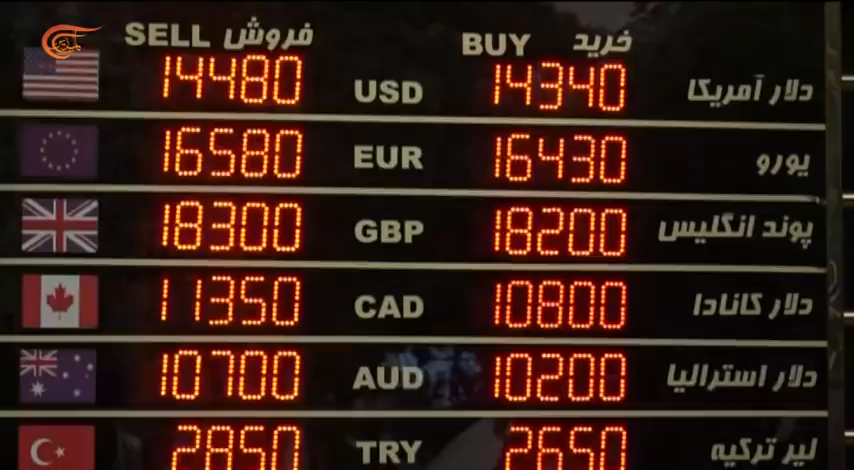 SELL فروش BUY خرید
14480 USD 14340 دلار آمریکا
16580 EUR 16430 یورو
18300 GBP 18200 پوند انگلیس
11350 CAD 10800 دلار کانادا
10700 AUD 10200 دلار استرالیا
2850 TRY 2650 لیر ترکیه